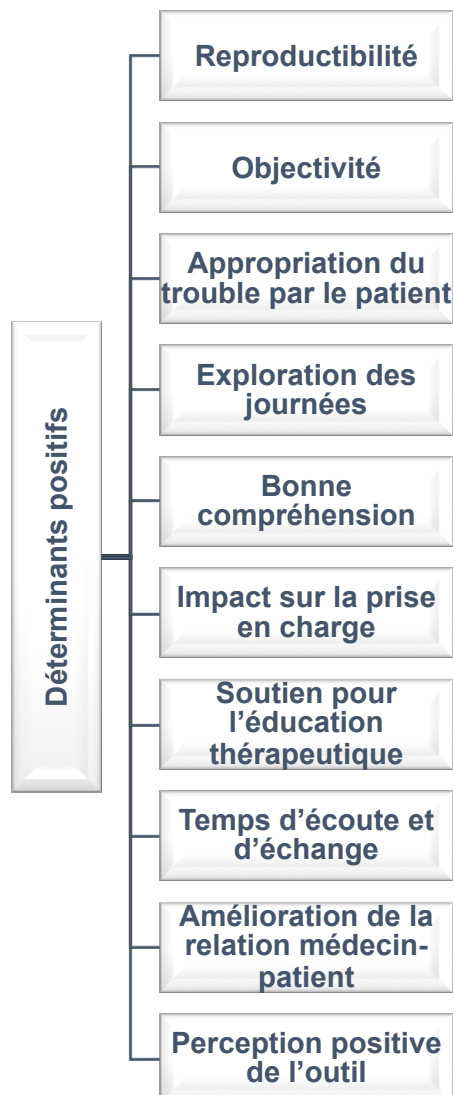 Déterminants positifs
Reproductibilité
Objectivité
Appropriation du
trouble par le patient
Exploration des
journées
Bonne
compréhension
Impact sur la prise
en charge
Soutien pour
l’éducation
thérapeutique
Temps d’écoute et
d’échange
Amélioration de la
relation médecin-
patient
Perception positive
de l’outil